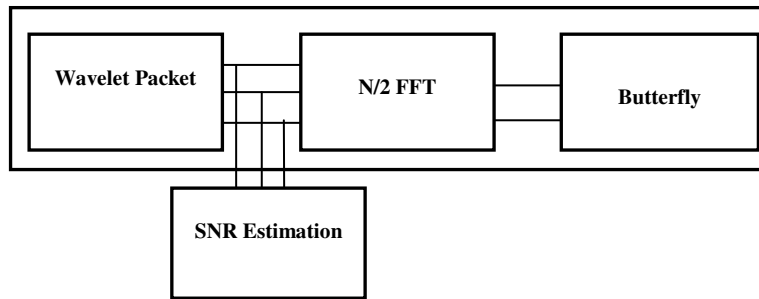 Wavelet Packet
N/2 FFT
Butterfly
SNR Estimation